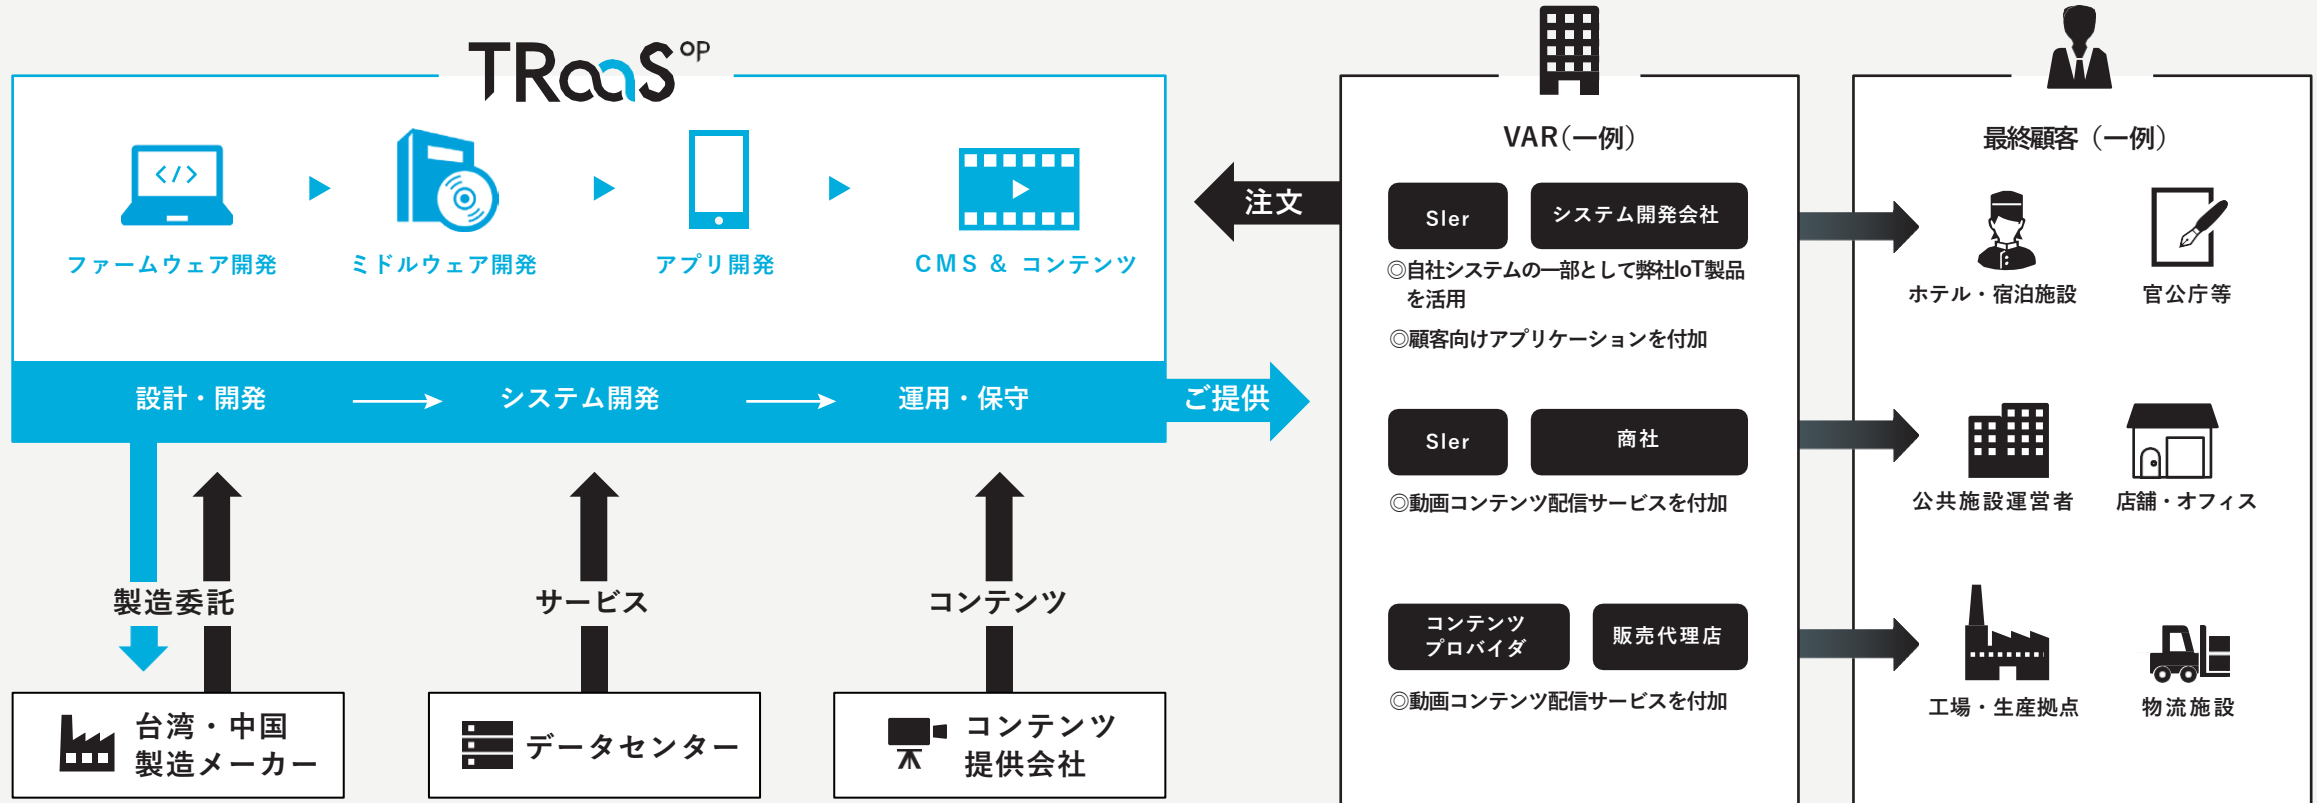 TRaaS OP
</>
ファームウェア開発
ミドルウェア開発
アプリ開発
CMS & コンテンツ
設計・開発
システム開発
運用・保守
注文
ご提供
製造委託
サービス
コンテンツ
台湾・中国
製造メーカー
データセンター
コンテンツ
提供会社
VAR(一例)
SIer
システム開発会社
◎自社システムの一部として弊社IoT製品
を活用
◎顧客向けアプリケーションを付加
SIer
商社
◎動画コンテンツ配信サービスを付加
コンテンツ
プロバイダ
販売代理店
◎動画コンテンツ配信サービスを付加
最終顧客（一例）
ホテル・宿泊施設
官公庁等
公共施設運営者
店舗・オフィス
工場・生産拠点
物流施設